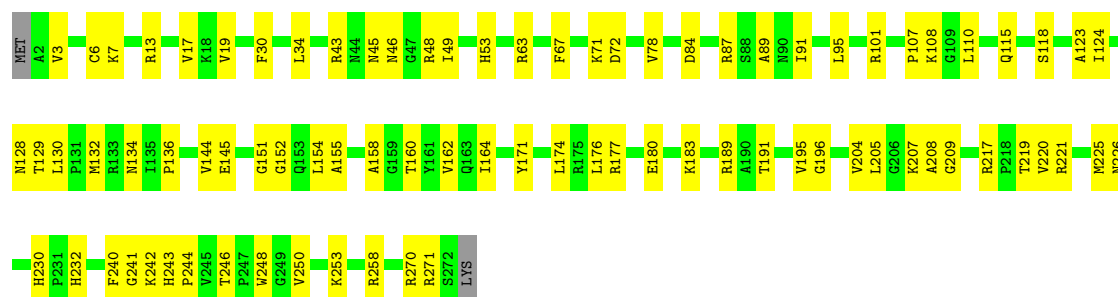 MET A2 V3 C6 K7 R13 V17 K18 V19 F30 L34 R43 N44 N45 N46 G47 R48 I49 H53 R63 F67 K71 D72 V78 D84 R87 S88 A89 N90 I91 L95 R101 P107 K108 G109 L110 Q115 S118 A123 I124
N128 T129 L130 P131 M132 R133 N134 I135 P136 V144 E145 G151 G152 Q153 L154 A155 A158 G159 T160 Y161 V162 Q163 I164 Y171 L174 R175 L176 R177 E180 K183 R189 A190 T191 V195 G196 V204 L205 G206 K207 A208 G209 R217 P218 T219 V220 R221 M225 N226
H230 P231 H232 F240 G241 K242 H243 P244 V245 T246 P247 W248 G249 V250 K253 R258 R270 R271 S272 LYS